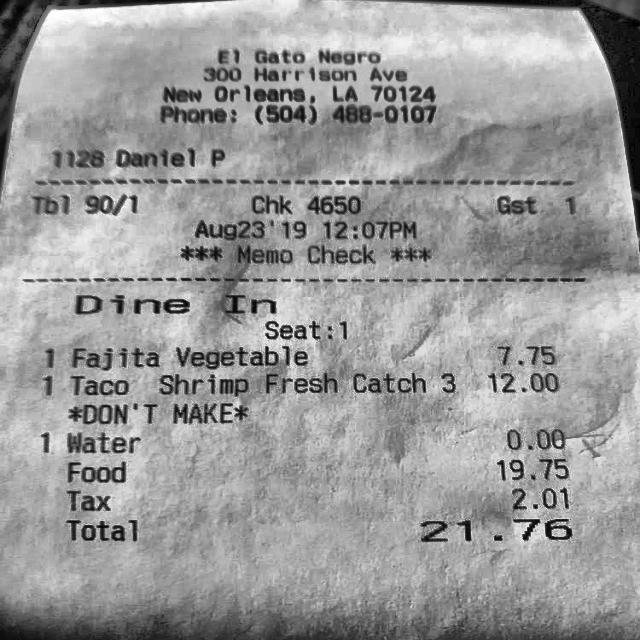 El Gato Negro
300 Harrison Ave
New Orleans, LA 70124
Phone: (504) 488-0107
1128 Daniel P
Tbl 90/1 Chk 4650 Gst 1
Aug23'19 12:07PM
*** Memo Check ***
Dine In
Seat:1
1 Fajita Vegetable 7.75
1 Taco Shrimp Fresh Catch 3 12.00
*DON'T MAKE*
1 Water 0.00
Food 19.75
Tax 2.01
Total 21.76